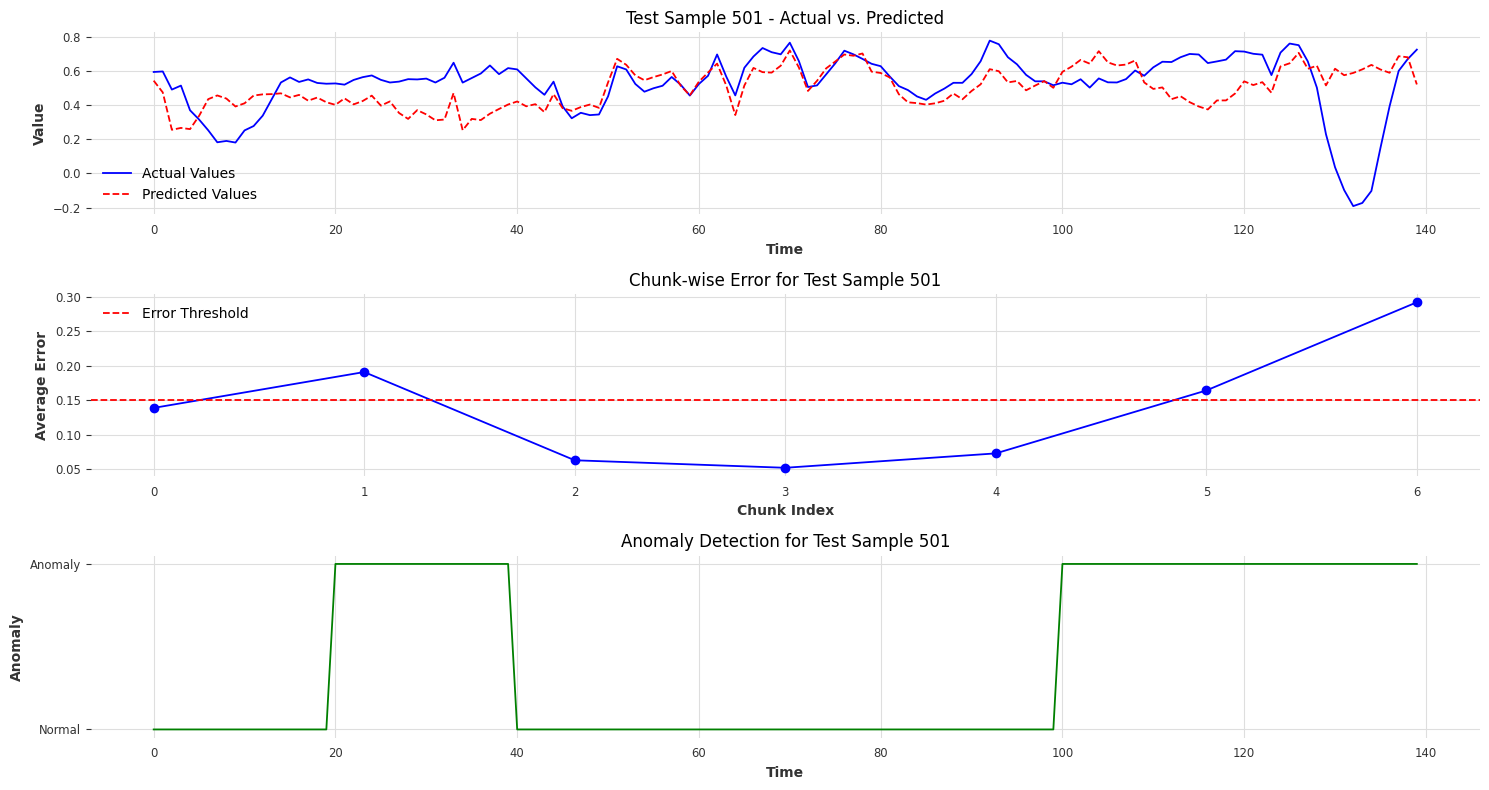 Test Sample 501 - Actual vs. Predicted
0.8
0.6
0.4
0.2
0.0
−0.2
Value
Actual Values
Predicted Values
0 20 40 60 80 100 120 140
Time
Chunk-wise Error for Test Sample 501
0.30
0.25
0.20
0.15
0.10
0.05
Average Error
Error Threshold
0 1 2 3 4 5 6
Chunk Index
Anomaly Detection for Test Sample 501
Anomaly
Normal
Anomaly
0 20 40 60 80 100 120 140
Time